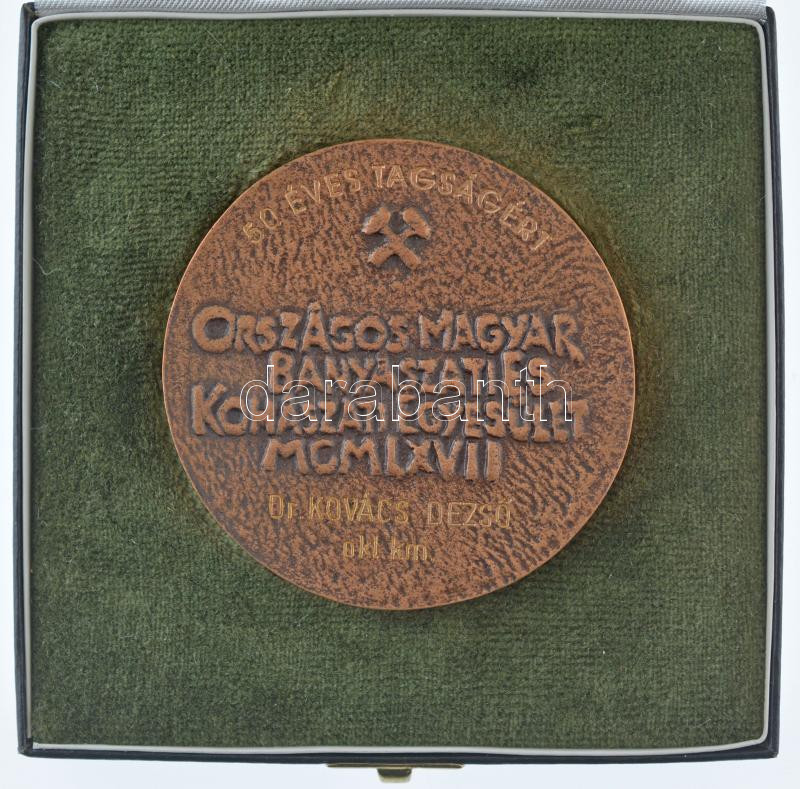 50 ÉVES TAGSÁGÉRT
ORSZÁGOS MAGYAR
BÁNYÁSZATI ÉS
KOHÁSZATI EGYESÜLET
MCMLXVII
Dr. KOVÁCS DEZSŐ
okl. km.
darabanth